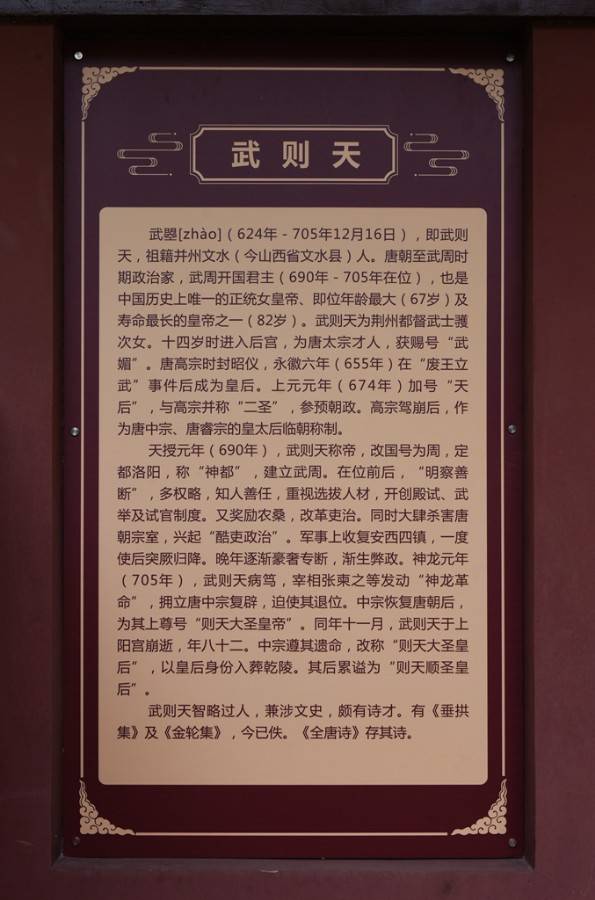 武则天
武曌[zhào]（624年－705年12月16日），即武则
天，祖籍并州文水（今山西省文水县）人。唐朝至武周时
期政治家，武周开国君主（690年－705年在位），也是
中国历史上唯一的正统女皇帝、即位年龄最大（67岁）及
寿命最长的皇帝之一（82岁）。武则天为荆州都督武士彟
次女。十四岁时进入后宫，为唐太宗才人，获赐号“武
媚”。唐高宗时封昭仪，永徽六年（655年）在“废王立
武”事件后成为皇后。上元元年（674年）加号“天
后”，与高宗并称“二圣”，参预朝政。高宗驾崩后，作
为唐中宗、唐睿宗的皇太后临朝称制。
天授元年（690年），武则天称帝，改国号为周，定
都洛阳，称“神都”，建立武周。在位前后，“明察善
断”，多权略，知人善任，重视选拔人材，开创殿试、武
举及试官制度。又奖励农桑，改革吏治。同时大肆杀害唐
朝宗室，兴起“酷吏政治”。军事上收复安西四镇，一度
使后突厥归降。晚年逐渐豪奢专断，渐生弊政。神龙元年
（705年），武则天病笃，宰相张柬之等发动“神龙革
命”，拥立唐中宗复辟，迫使其退位。中宗恢复唐朝后，
为其上尊号“则天大圣皇帝”。同年十一月，武则天于上
阳宫崩逝，年八十二。中宗遵其遗命，改称“则天大圣皇
后”，以皇后身份入葬乾陵。其后累谥为“则天顺圣皇
后”。
武则天智略过人，兼涉文史，颇有诗才。有《垂拱
集》及《金轮集》，今已佚。《全唐诗》存其诗。